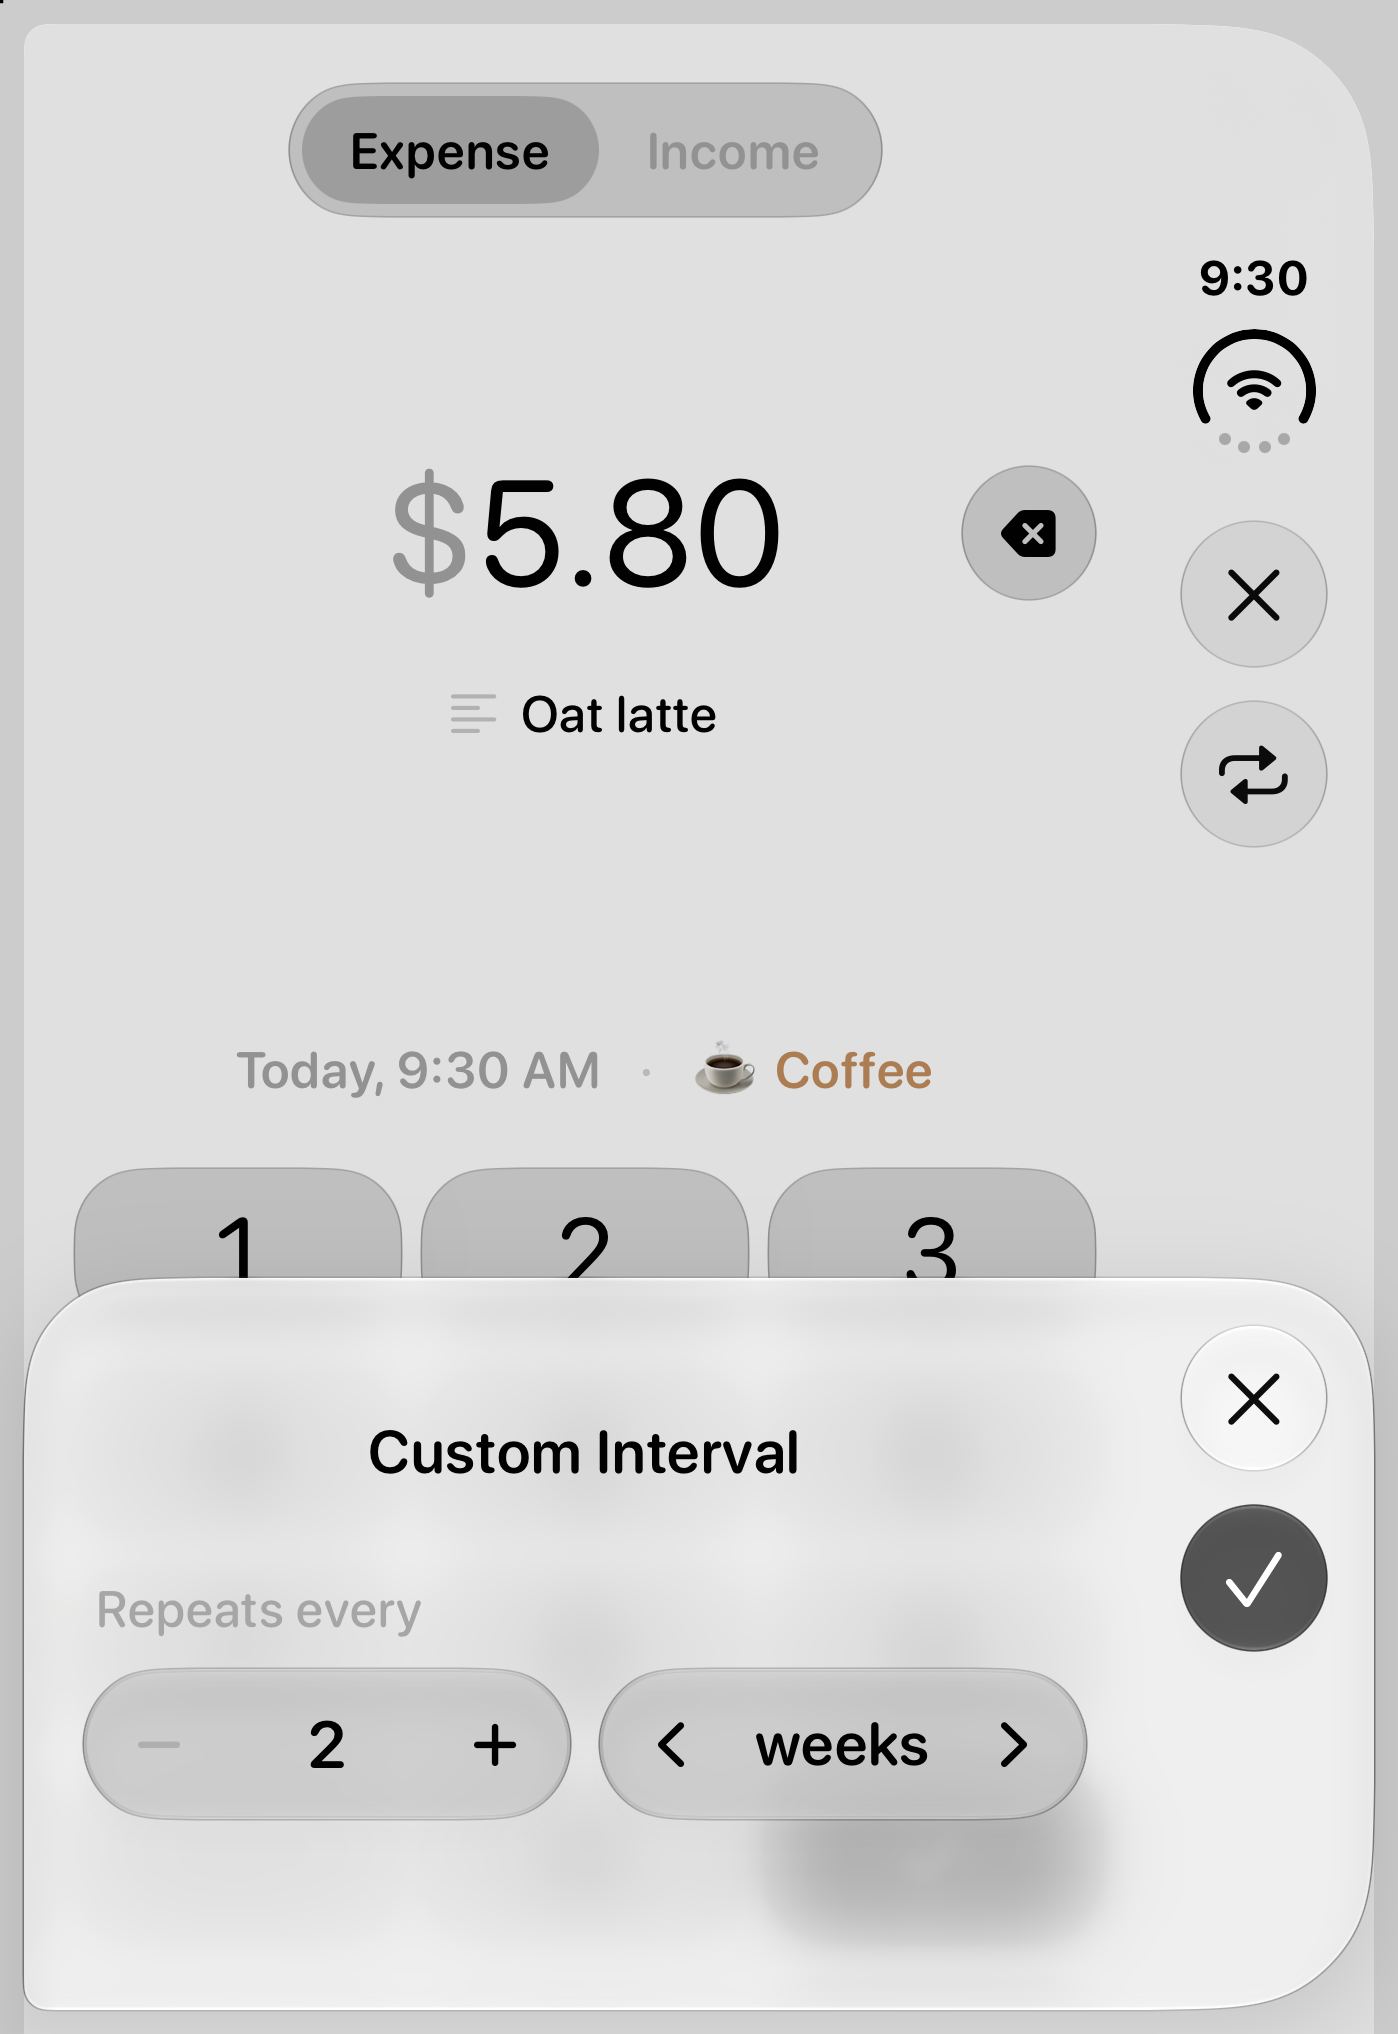 Expense Income
9:30
$5.80
Oat latte
Today, 9:30 AM · Coffee
1 2 3
Custom Interval
Repeats every
− 2 + < weeks >